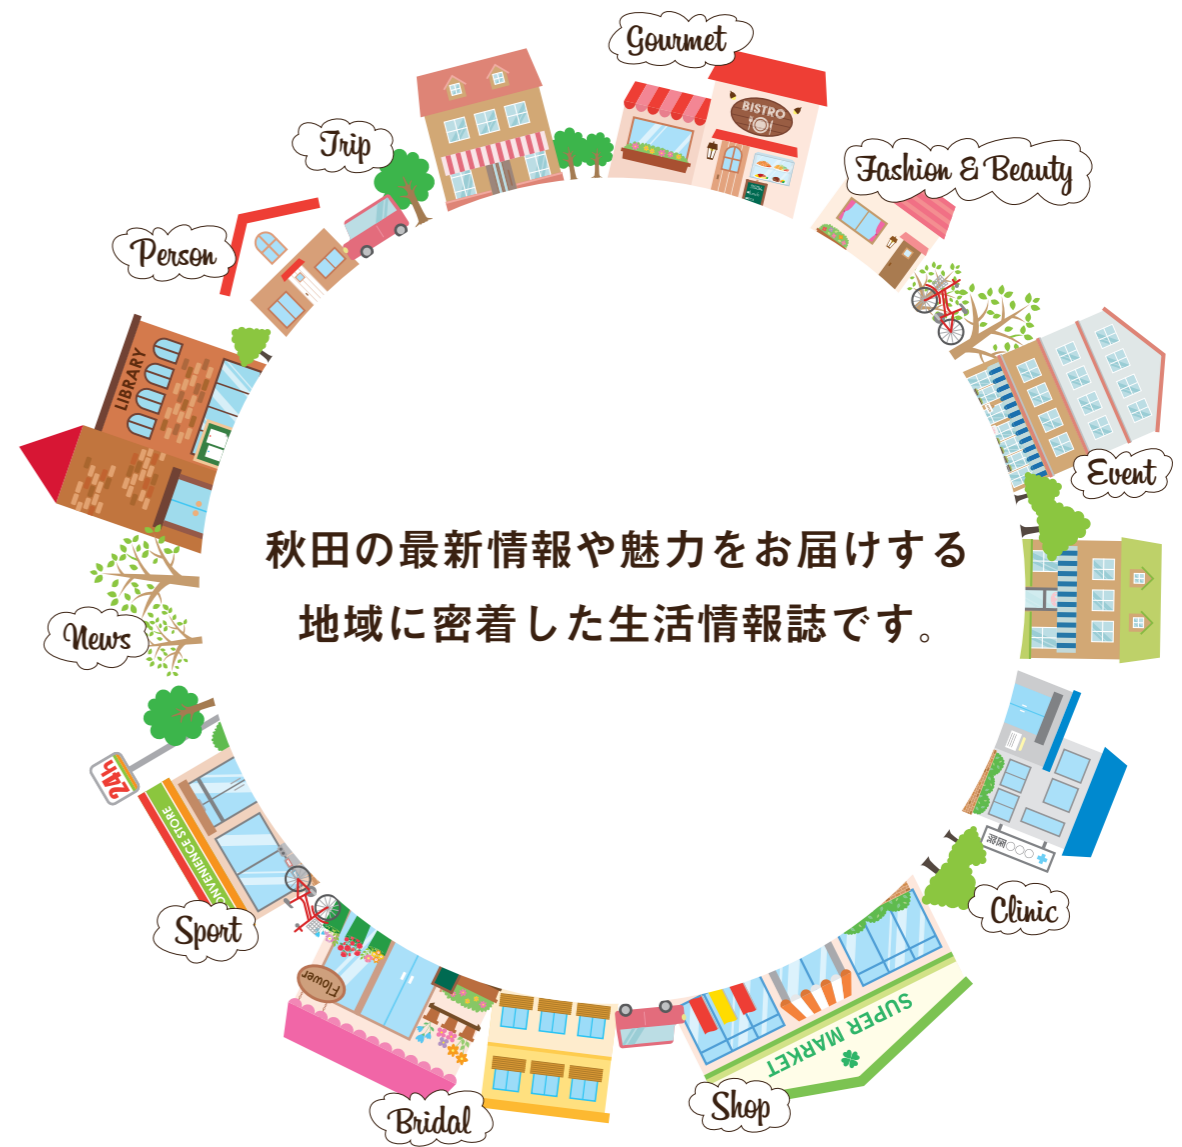 Gourmet
BISTRO
Trip
Fashion & Beauty
Person
LIBRARY
Event
秋田の最新情報や魅力をお届けする
地域に密着した生活情報誌です。
News
24h
CONVENIENCE STORE
Clinic
Sport
Flower
SUPER MARKET
Shop
Bridal